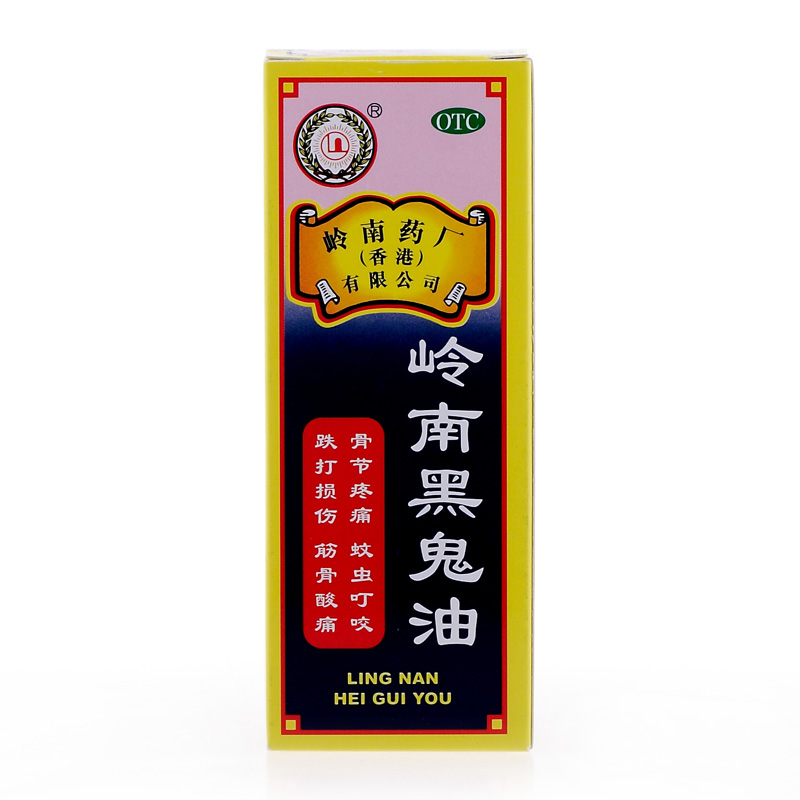 ®
OTC
岭南药厂
(香港)
有限公司
岭南黑鬼油
骨节疼痛 蚊虫叮咬
跌打损伤 筋骨酸痛
LING NAN
HEI GUI YOU